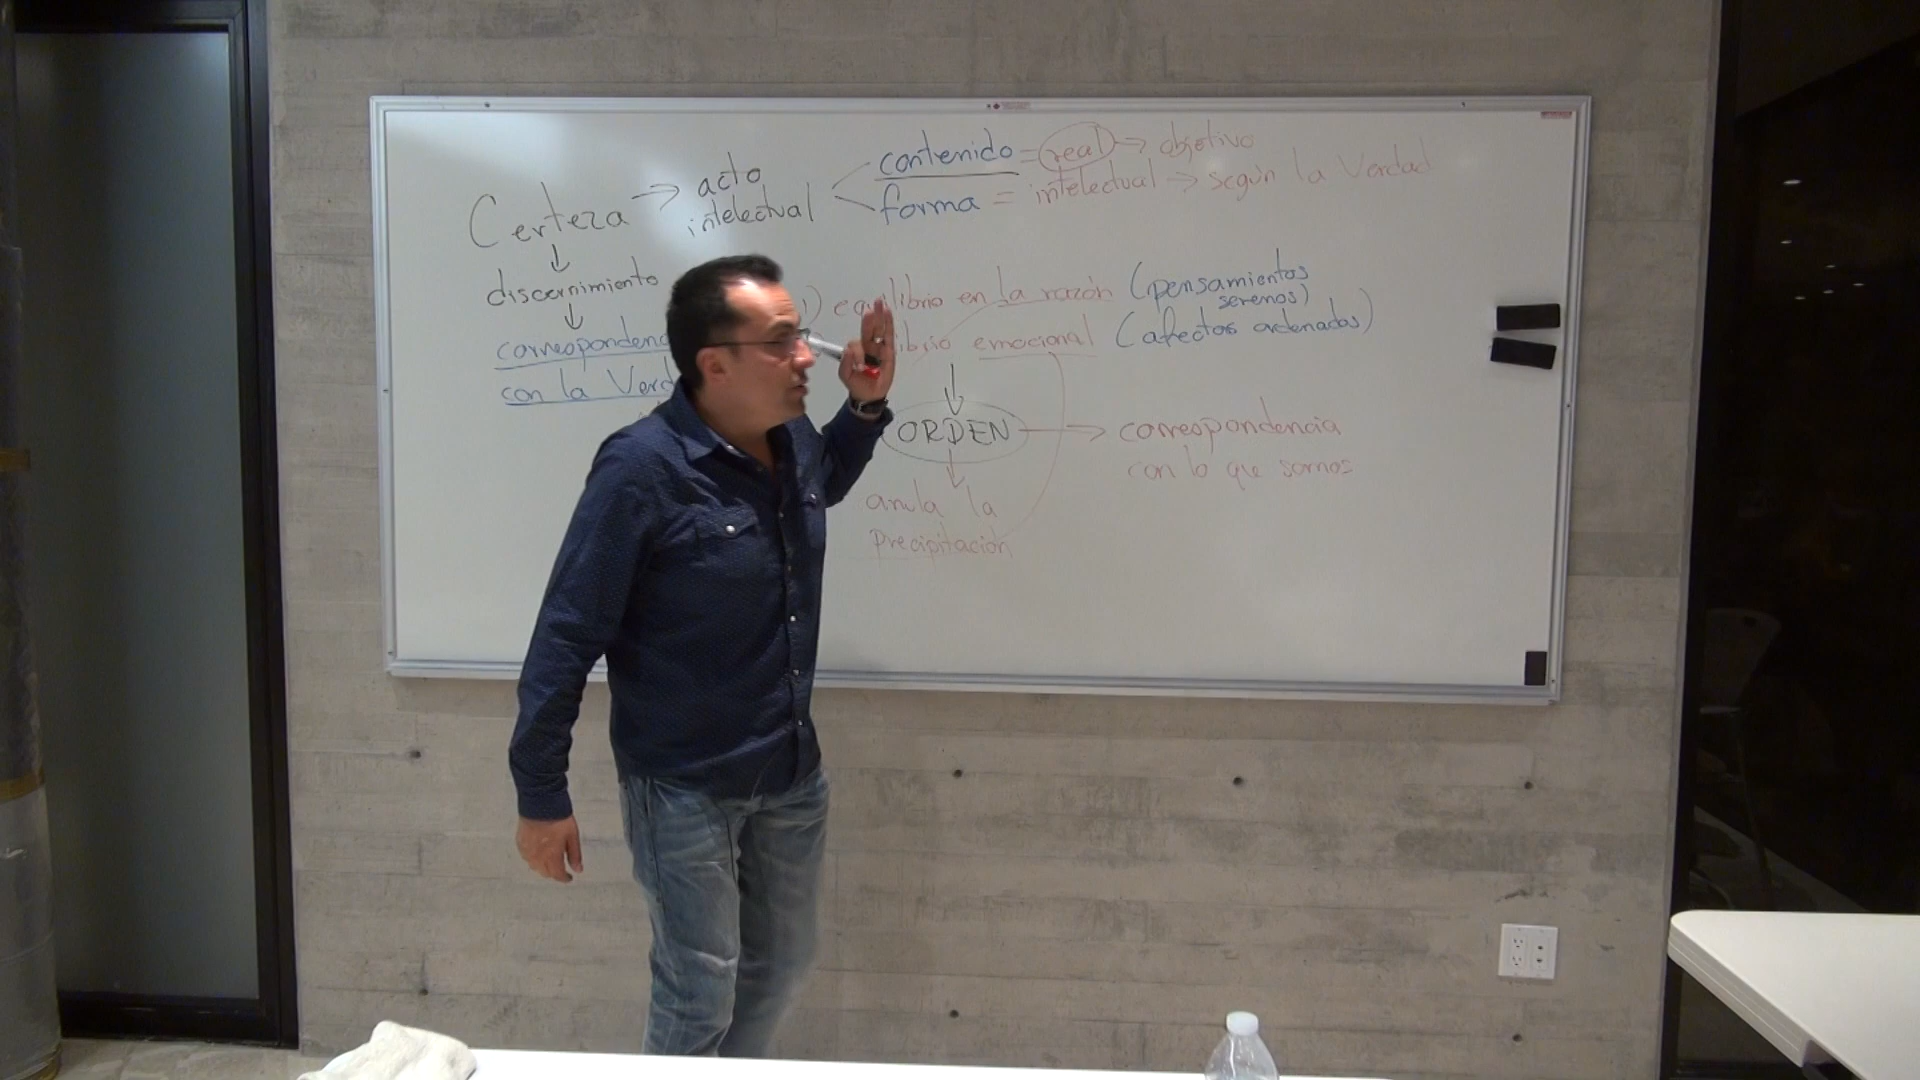 Certeza → acto intelectual
contenido = real → objetivo
forma = intelectual → según la Verdad
discernimiento
con la
) equilibrio en la razón (pensamientos serenos)
emocional (afectos ordenados)
ORDEN → correspondencia
con lo que somos
anula la
precipitación